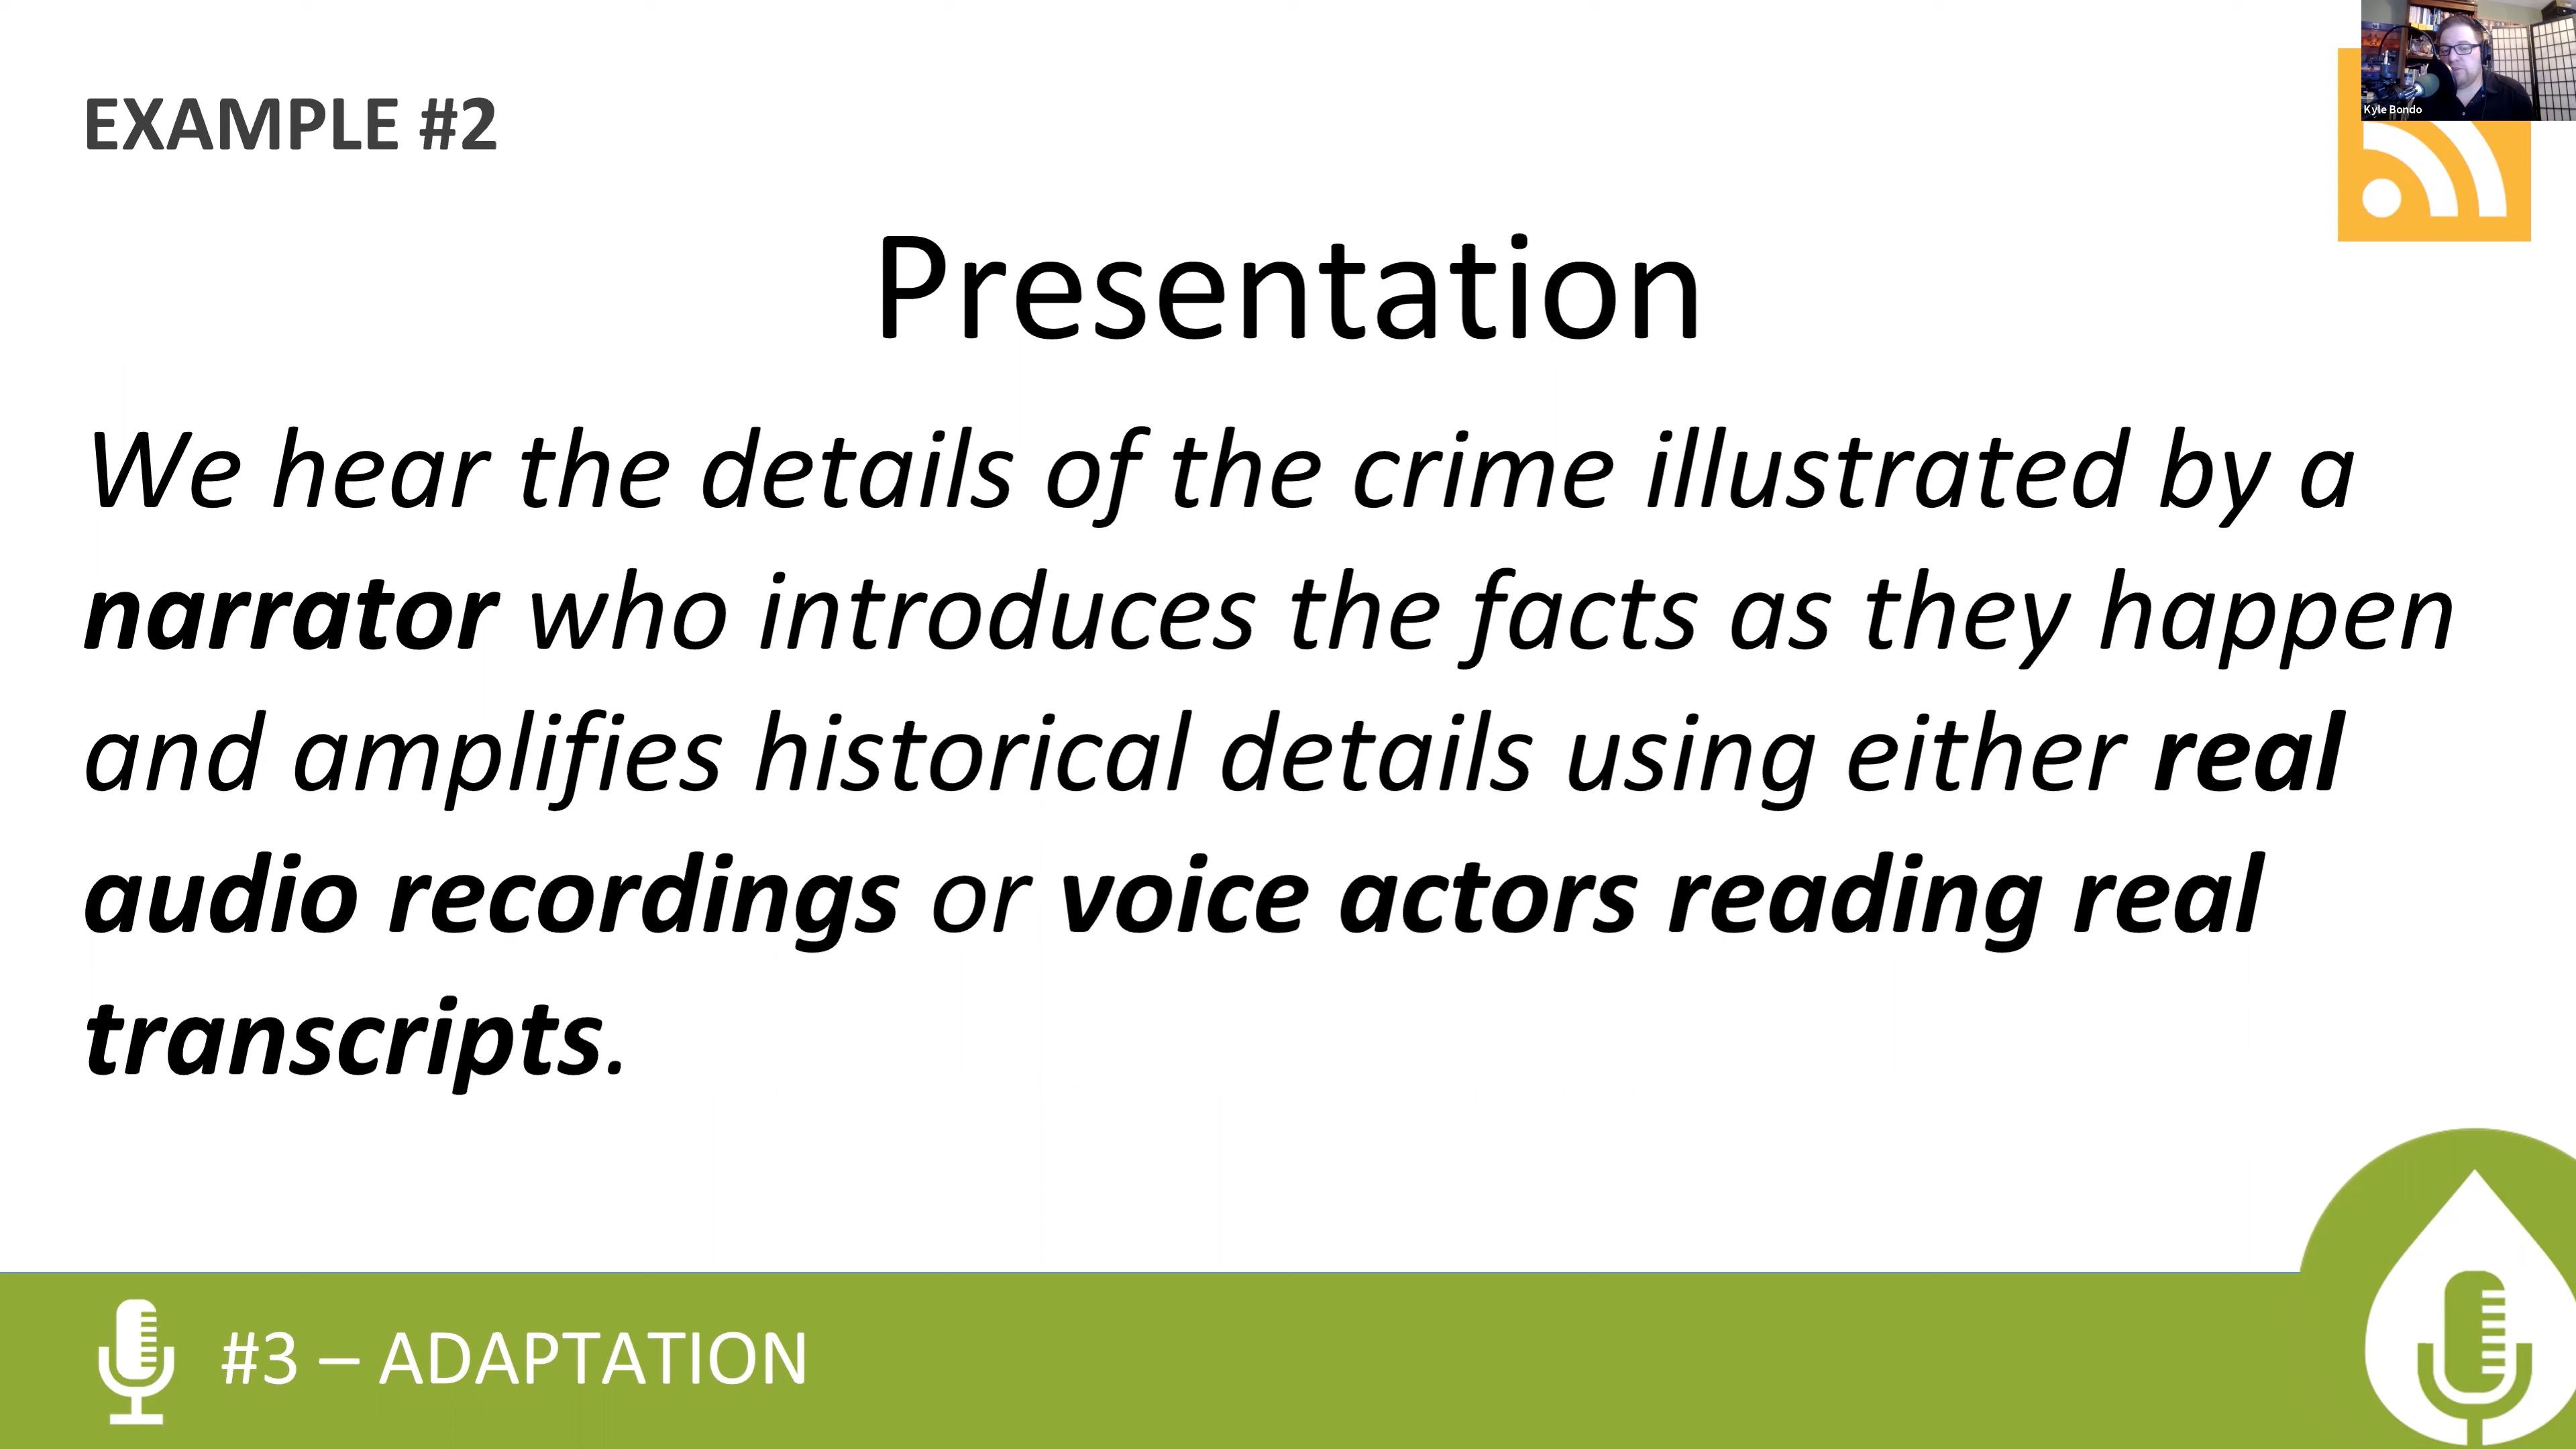 EXAMPLE #2
Kyle Bondo
Presentation
We hear the details of the crime illustrated by a
narrator who introduces the facts as they happen
and amplifies historical details using either real
audio recordings or voice actors reading real
transcripts.
#3 – ADAPTATION